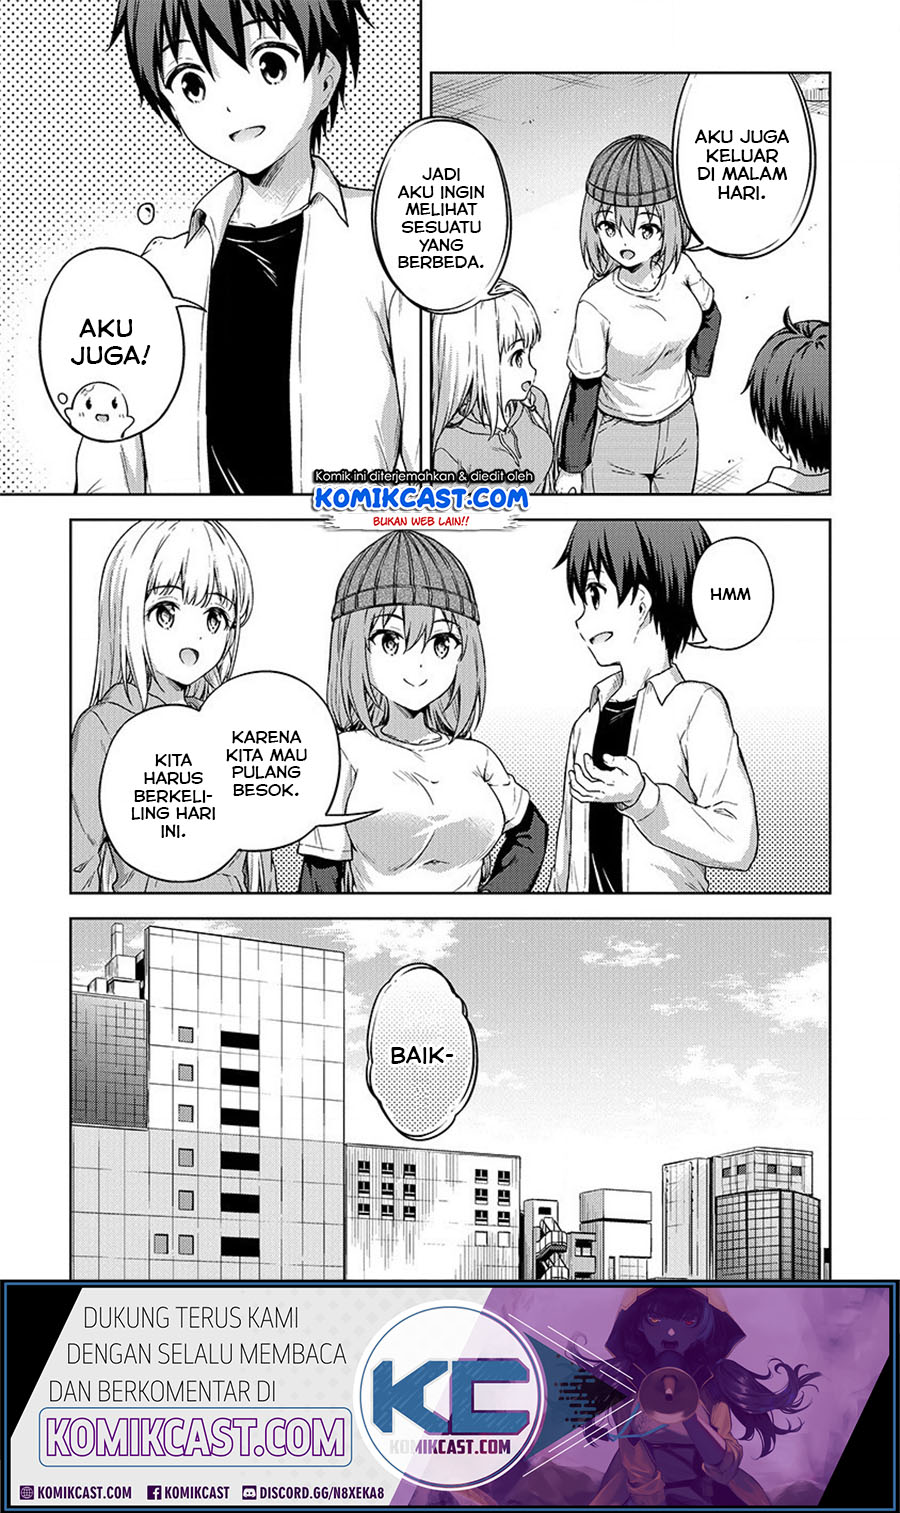 AKU JUGA
KELUAR
DI MALAM
HARI.
JADI
AKU INGIN
MELIHAT
SESUATU
YANG
BERBEDA.
AKU
JUGA!
Komik ini diterjemahkan & diedit oleh
KOMIKCAST.COM
BUKAN WEB LAIN!!
HMM
KARENA
KITA MAU
PULANG
BESOK.
KITA
HARUS
BERKELI-
LING HARI
INI.
BAIK-
DUKUNG TERUS KAMI
DENGAN SELALU MEMBACA
DAN BERKOMENTAR DI
KOMIKCAST.COM
KC
KOMIKCAST.COM
KOMIKCAST.COM
KOMIKCAST
DISCORD.GG/N8XEKA8